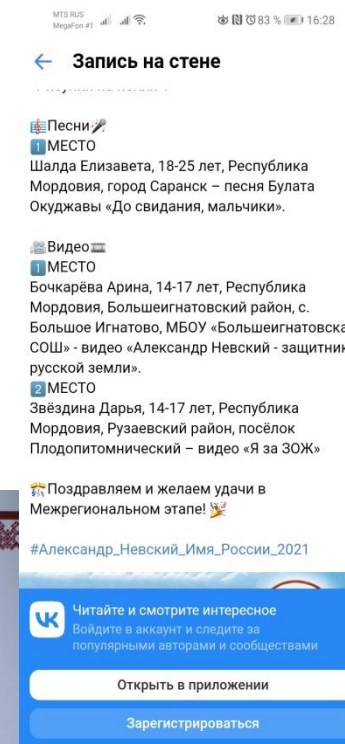 MTS RUS
MegaFon #1
83 % 16:28
Запись на стене
Песни
1 МЕСТО
Шалда Елизавета, 18-25 лет, Республика
Мордовия, город Саранск – песня Булата
Окуджавы «До свидания, мальчики».
Видео
1 МЕСТО
Бочкарёва Арина, 14-17 лет, Республика
Мордовия, Большеигнатовский район, с.
Большое Игнатово, МБОУ «Большеигнатовска
СОШ» - видео «Александр Невский - защитник
русской земли».
2 МЕСТО
Звёздина Дарья, 14-17 лет, Республика
Мордовия, Рузаевский район, посёлок
Плодопитомнический – видео «Я за ЗОЖ»
Поздравляем и желаем удачи в
Межрегиональном этапе!
#Александр_Невский_Имя_России_2021
Читайте и смотрите интересное
Войдите в аккаунт и следите за
популярными авторами и сообществами
Открыть в приложении
Зарегистрироваться